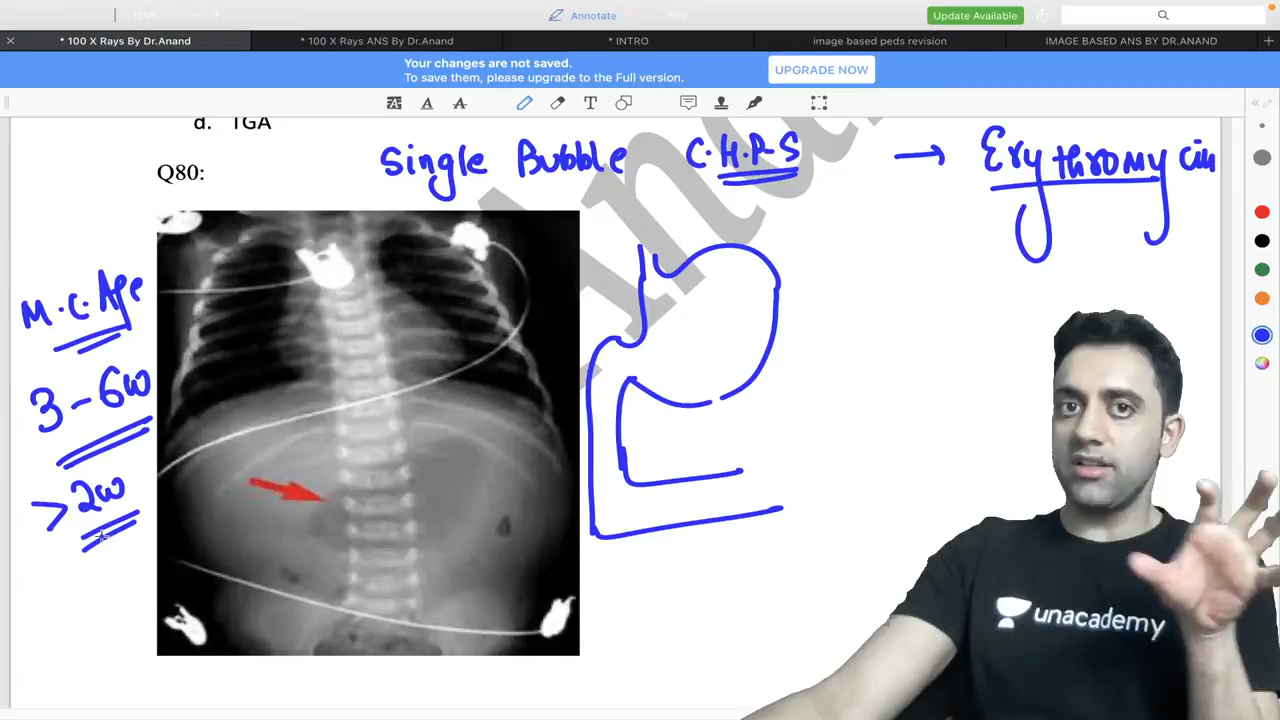 129%
Annotate
Full
Update Available
* 100 X Rays By Dr.Anand
* 100 X Rays ANS By Dr.Anand
* INTRO
image based peds revision
IMAGE BASED ANS BY DR.ANAND
Your changes are not saved.
To save them, please upgrade to the Full version.
UPGRADE NOW
A A A T
d. TGA
Single Bubble C.H.P.S → Erythromycin
Q80:
M.C. Age
3-6w
>2w
unacademy